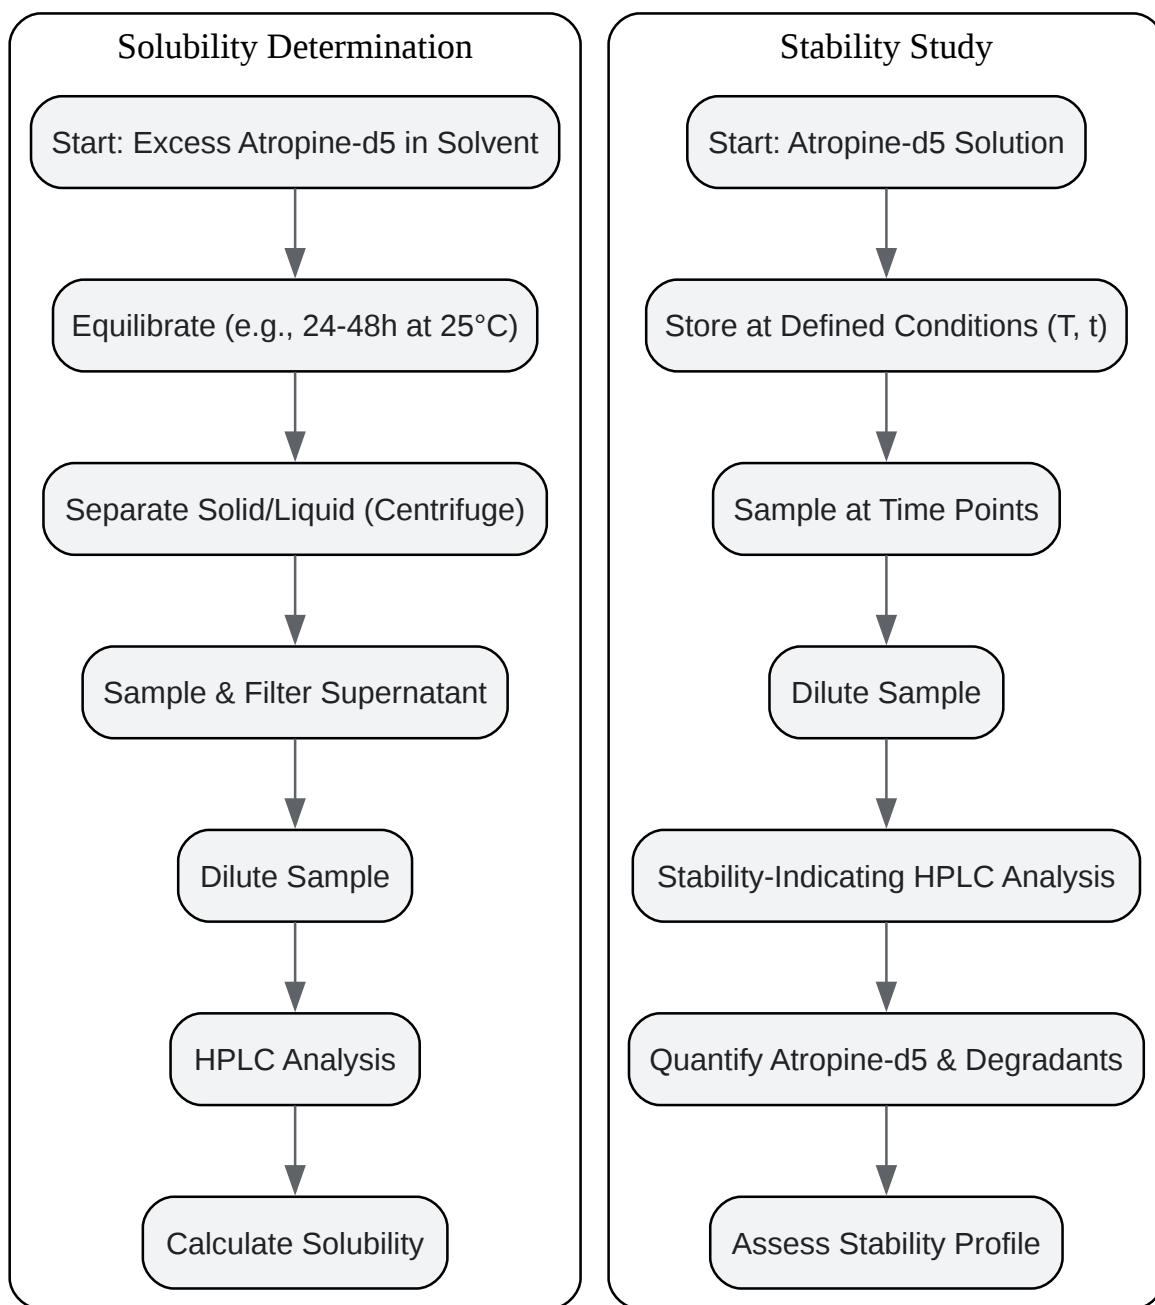 Solubility Determination
Start: Excess Atropine-d5 in Solvent
Equilibrate (e.g., 24-48h at 25°C)
Separate Solid/Liquid (Centrifuge)
Sample & Filter Supernatant
Dilute Sample
HPLC Analysis
Calculate Solubility
Stability Study
Start: Atropine-d5 Solution
Store at Defined Conditions (T, t)
Sample at Time Points
Dilute Sample
Stability-Indicating HPLC Analysis
Quantify Atropine-d5 & Degradants
Assess Stability Profile